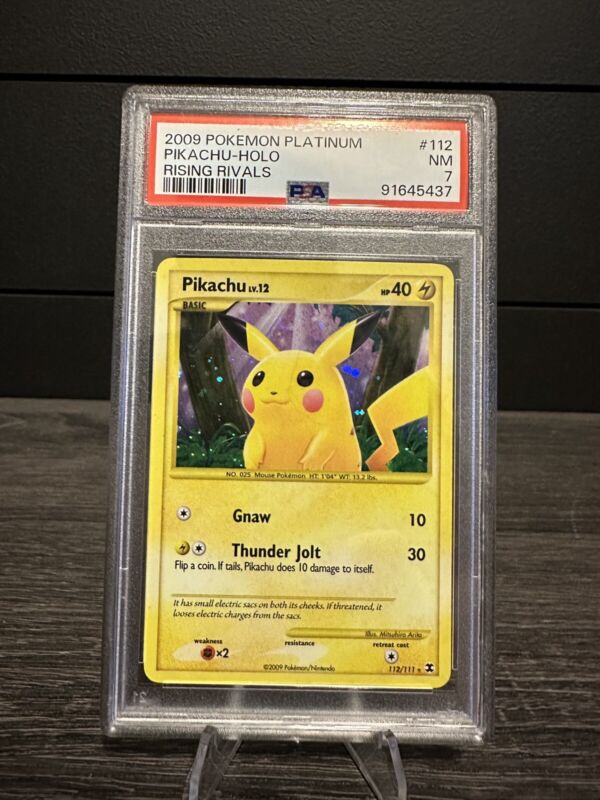 2009 POKEMON PLATINUM #112
PIKACHU-HOLO NM
RISING RIVALS 7
PSA 91645437
Pikachu LV.12 HP 40
BASIC
NO. 025 Mouse Pokémon HT: 1'04" WT: 13.2 lbs.
Gnaw 10
Thunder Jolt 30
Flip a coin. If tails, Pikachu does 10 damage to itself.
It has small electric sacs on both its cheeks. If threatened, it
looses electric charges from the sacs.
Illus. Mitsuhiro Arita
weakness resistance retreat cost
×2
©2009 Pokémon/Nintendo 112/111